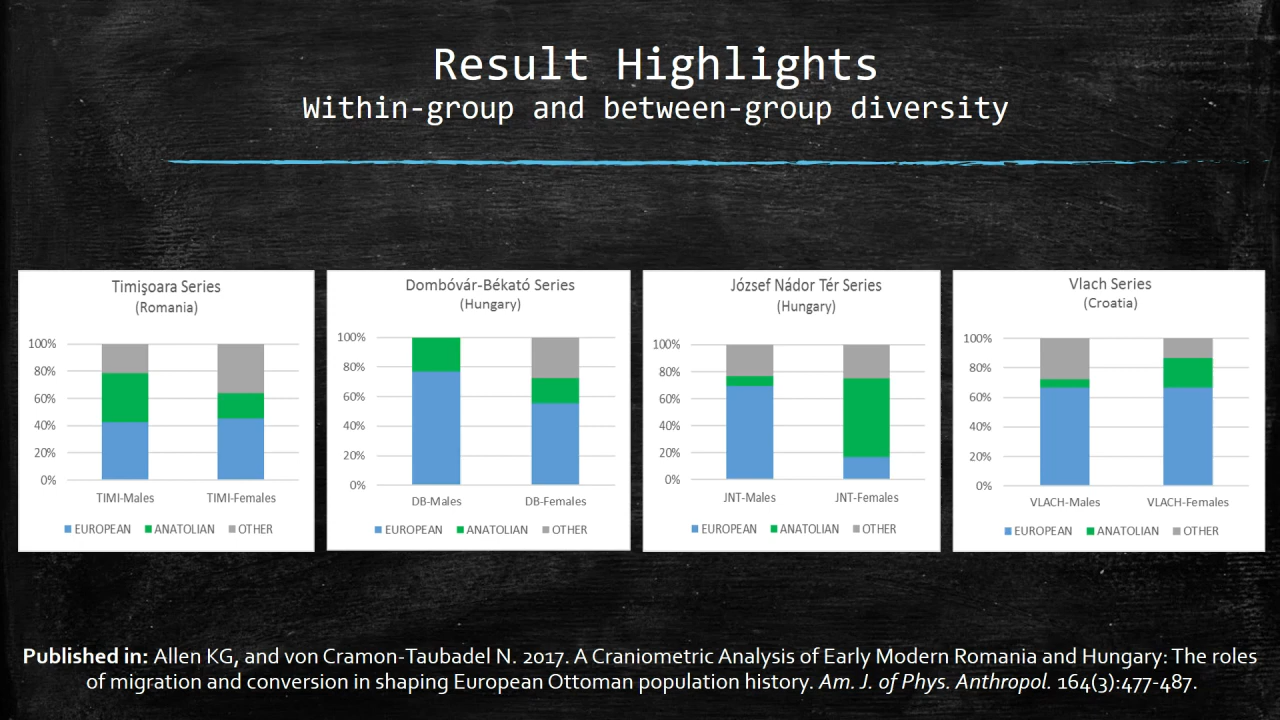 Result Highlights
Within-group and between-group diversity
Timişoara Series
(Romania)
100%
80%
60%
40%
20%
0%
TIMI-Males
TIMI-Females
EUROPEAN
ANATOLIAN
OTHER
Dombóvár-Békató Series
(Hungary)
100%
80%
60%
40%
20%
0%
DB-Males
DB-Females
EUROPEAN
ANATOLIAN
OTHER
József Nádor Tér Series
(Hungary)
100%
80%
60%
40%
20%
0%
JNT-Males
JNT-Females
EUROPEAN
ANATOLIAN
OTHER
Vlach Series
(Croatia)
100%
80%
60%
40%
20%
0%
VLACH-Males
VLACH-Females
EUROPEAN
ANATOLIAN
OTHER
Published in: Allen KG, and von Cramon-Taubadel N. 2017. A Craniometric Analysis of Early Modern Romania and Hungary: The roles
of migration and conversion in shaping European Ottoman population history. Am. J. of Phys. Anthropol. 164(3):477-487.